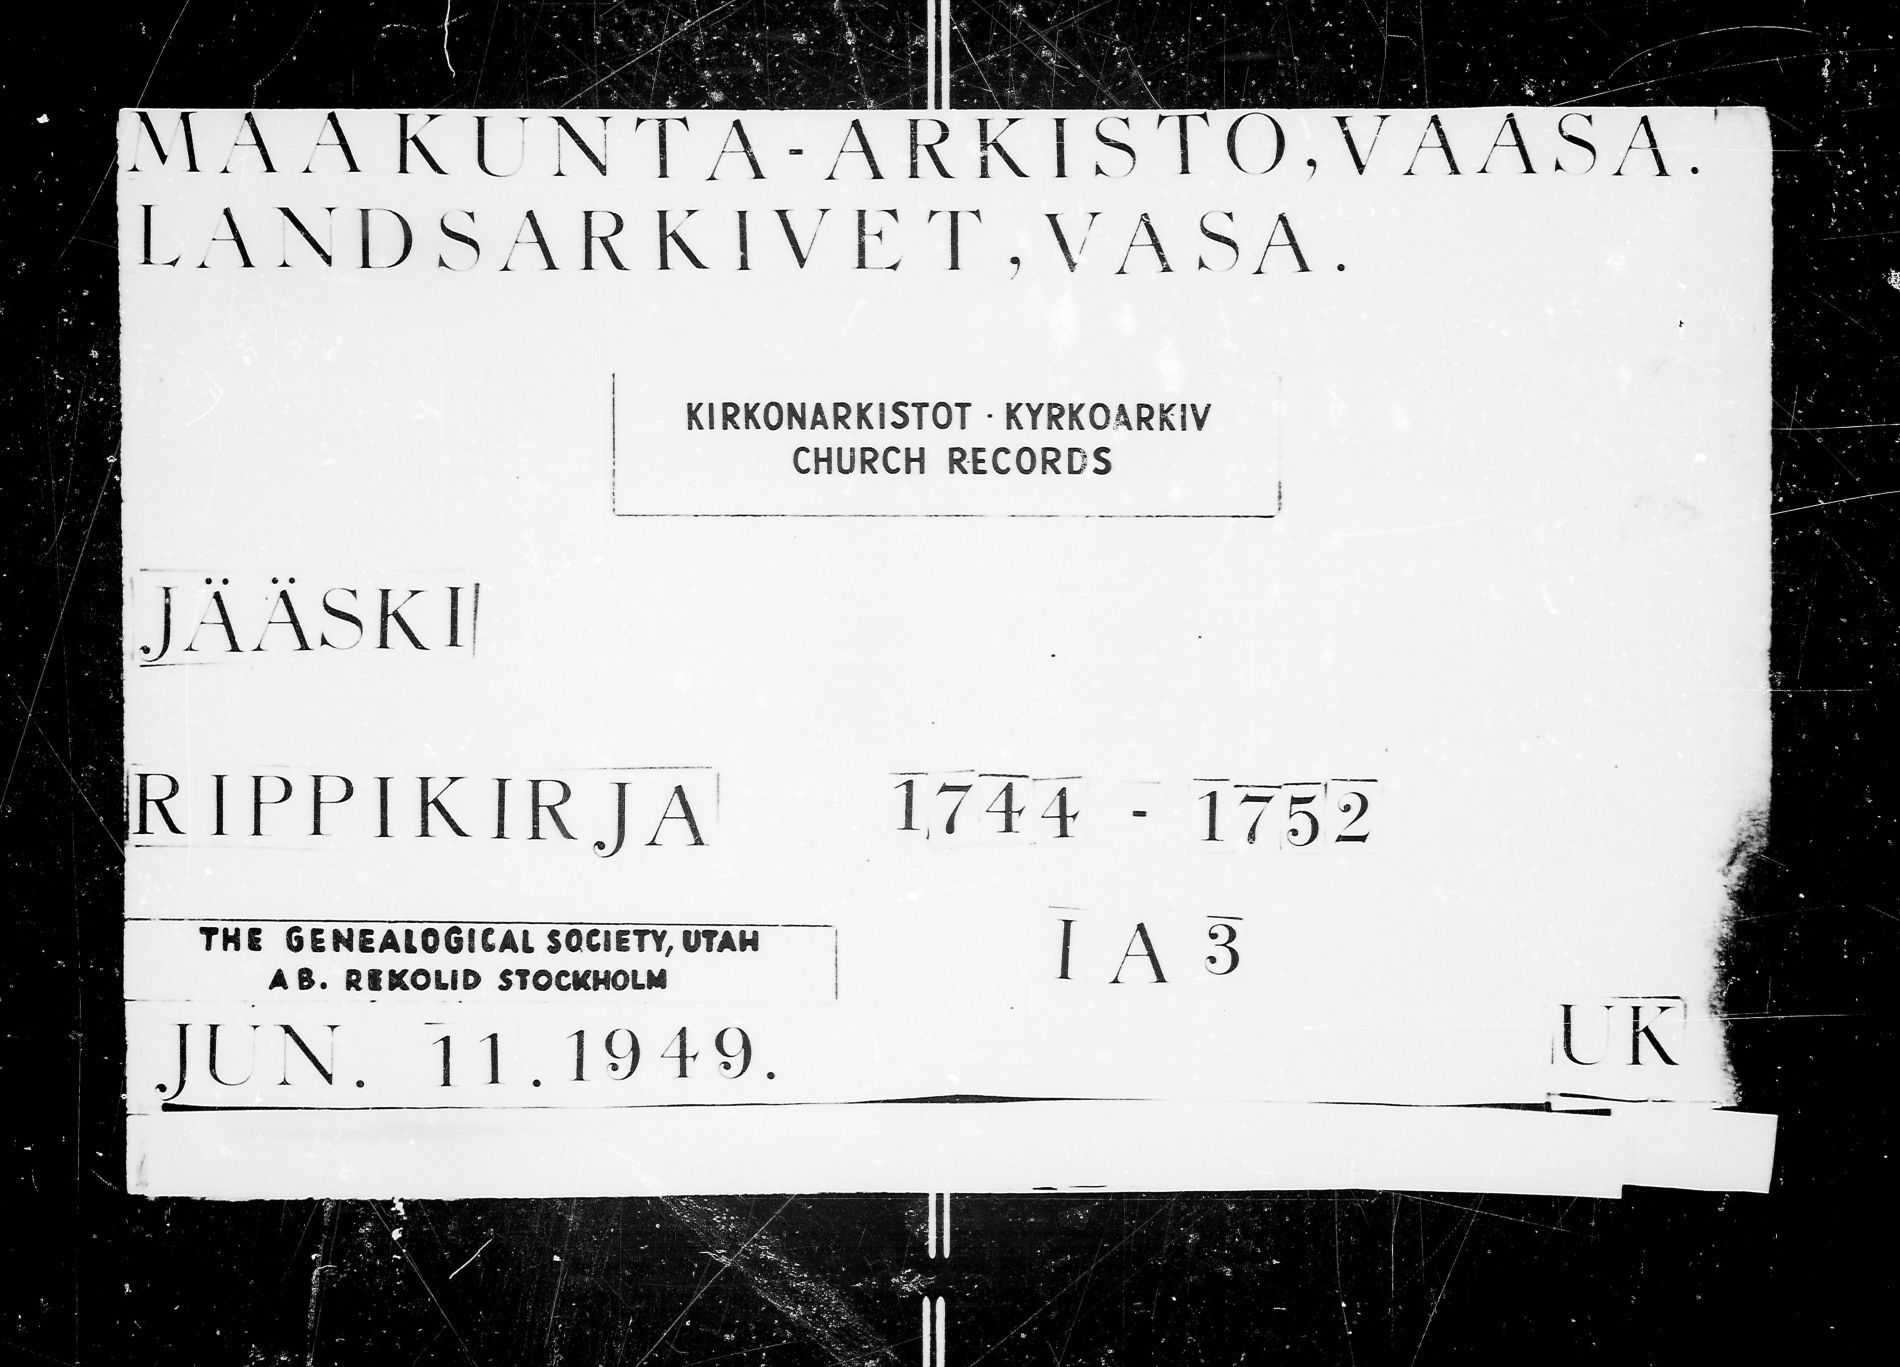 MAAKUNTA-ARKISTO, VAASA.
LANDSARKIVET, VASA.
KIRKONARKISTOT · KYRKOARKIV
CHURCH RECORDS
JÄÄSKI
RIPPIKIRJA 1744 - 1752
I A 3
THE GENEALOGICAL SOCIETY, UTAH
AB. REKOLID STOCKHOLM
JUN. 11. 1949.
UK